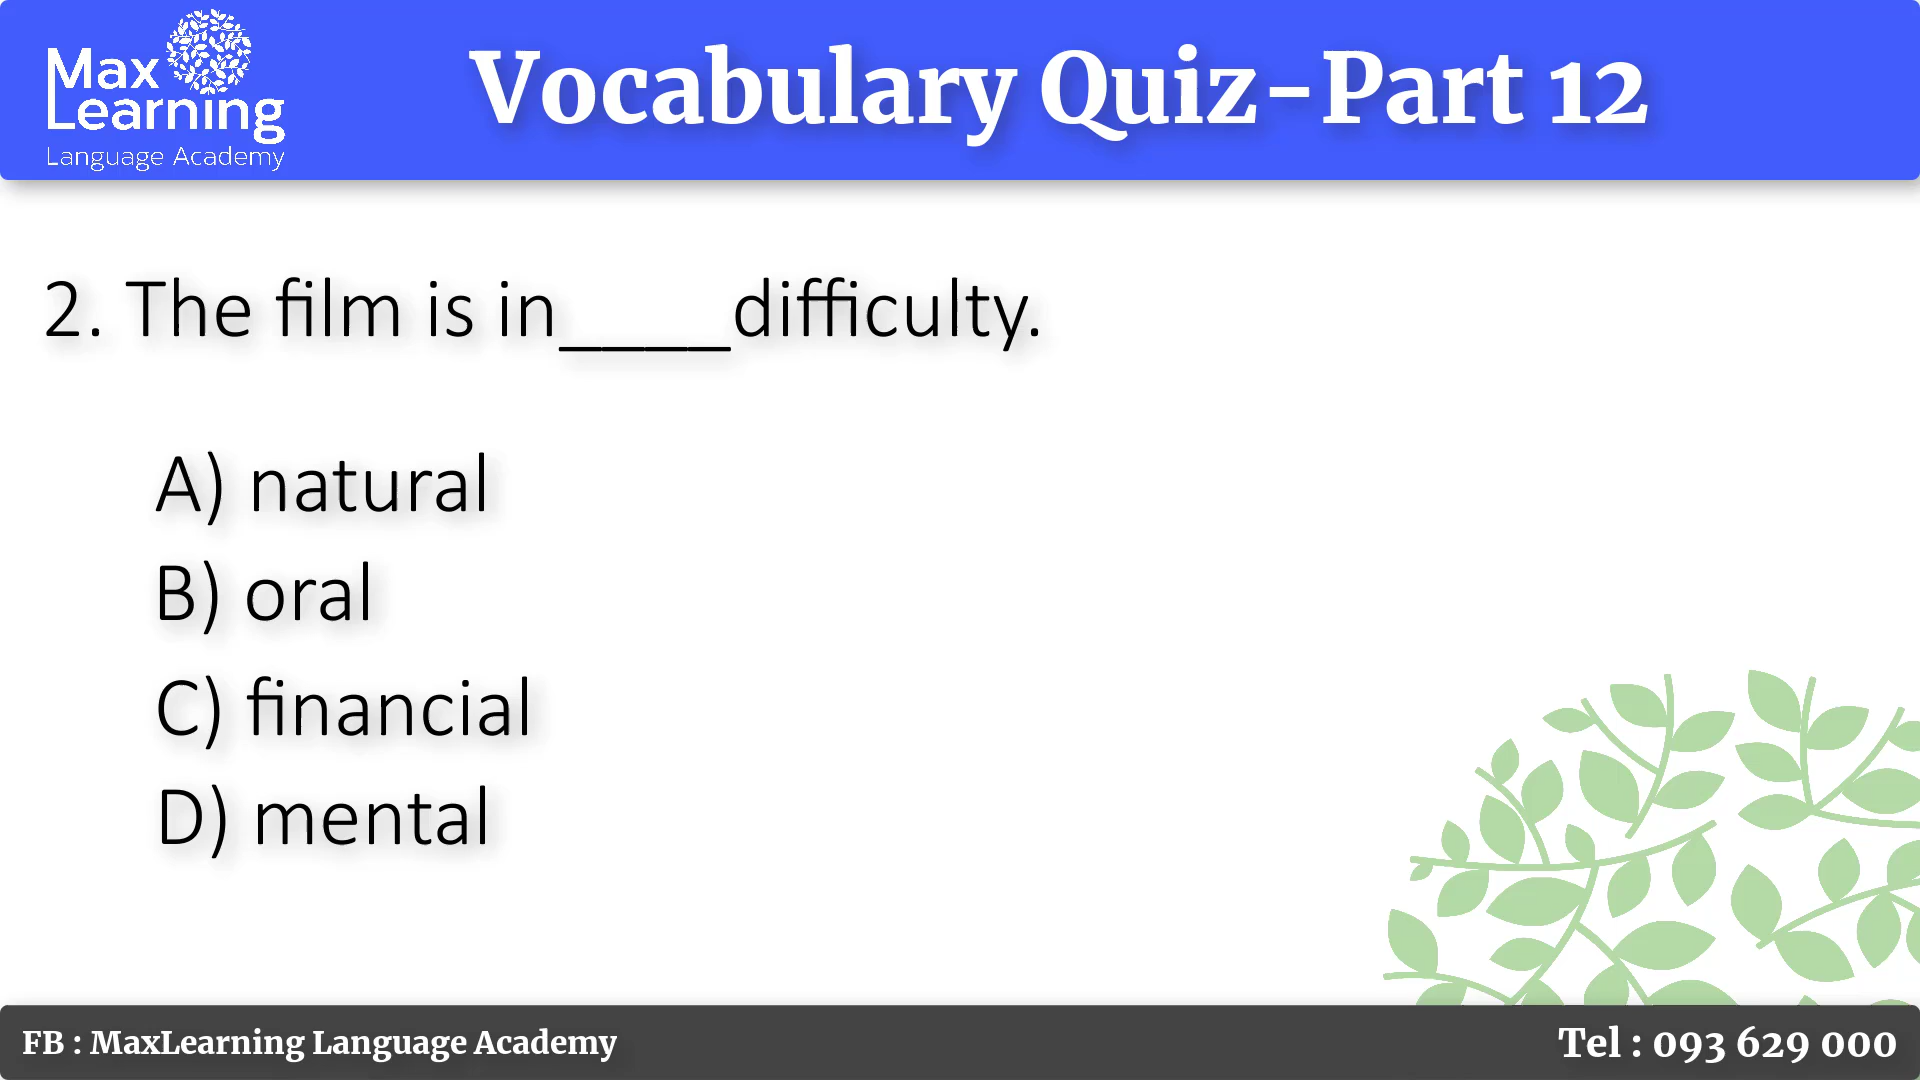 Max
Learning
Language Academy
Vocabulary Quiz-Part 12
2. The film is in____difficulty.
A) natural
B) oral
C) financial
D) mental
FB : MaxLearning Language Academy
Tel : 093 629 000